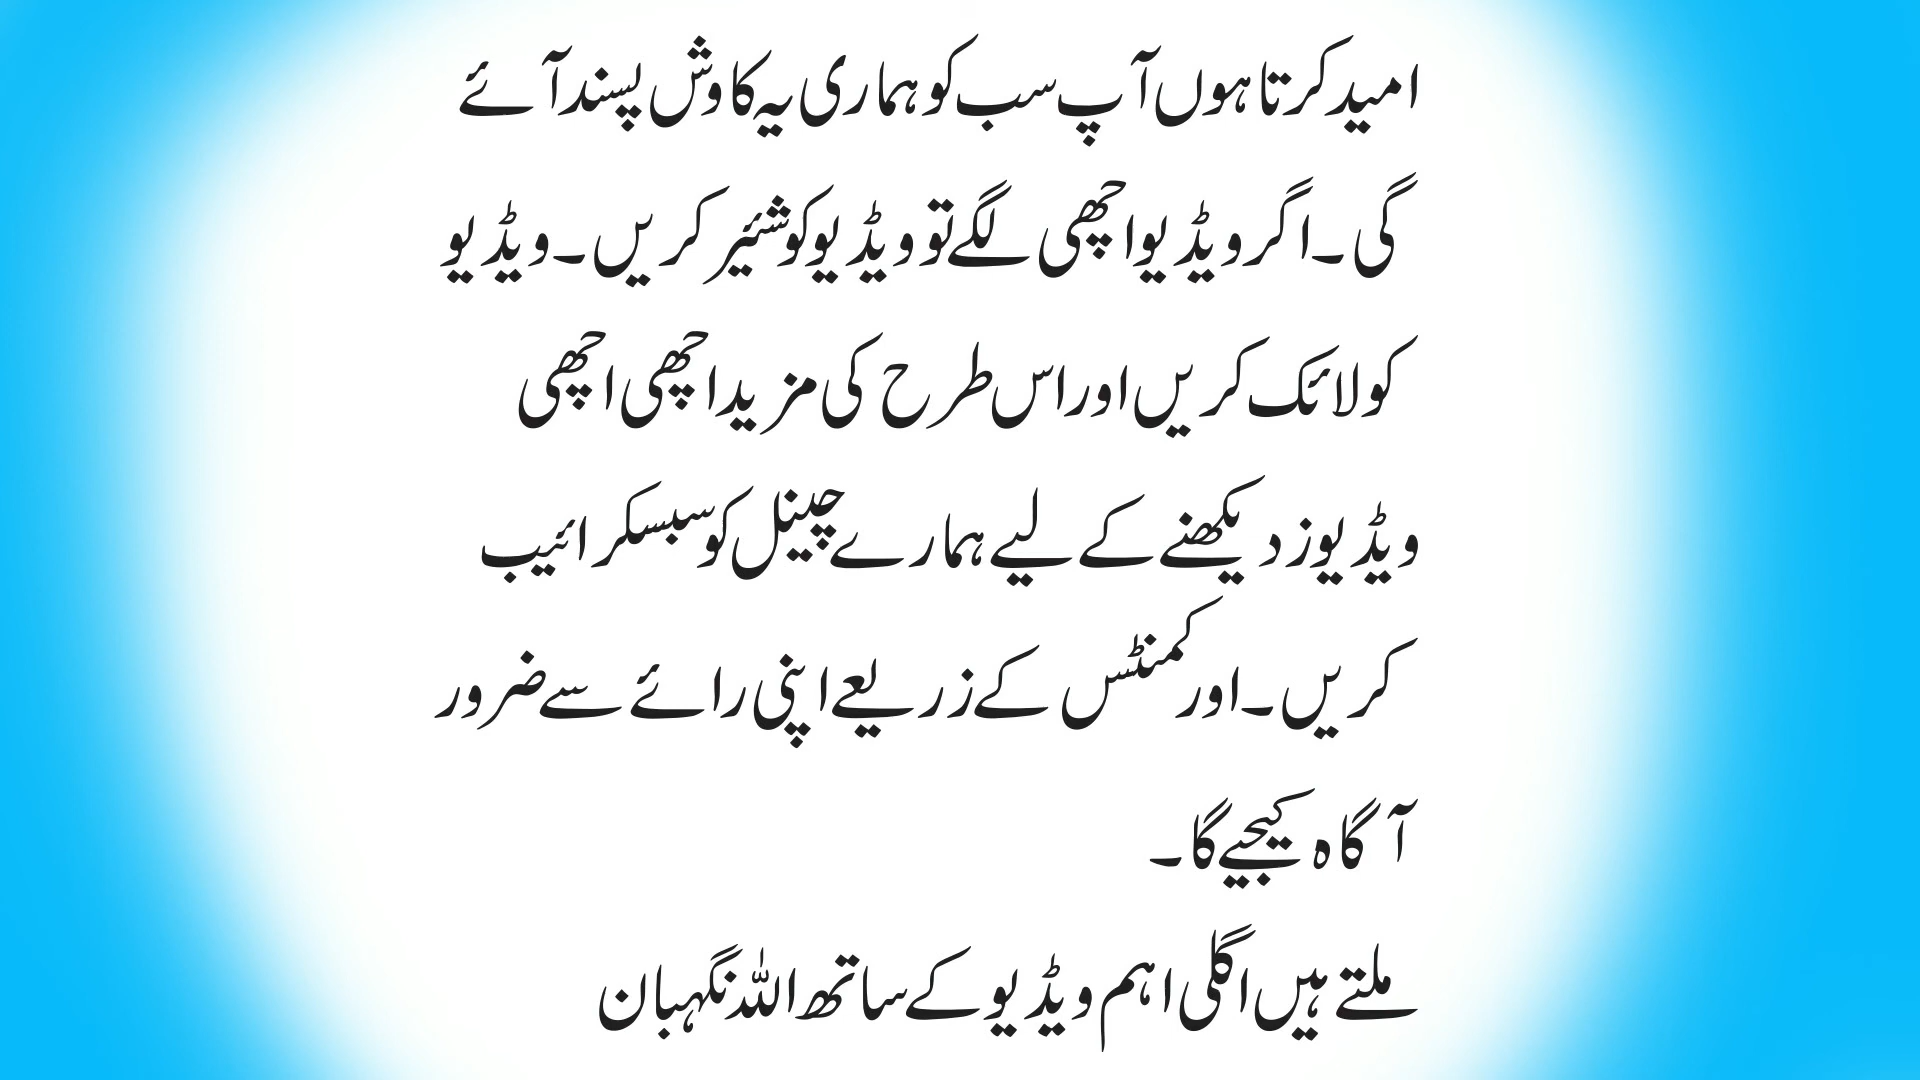 امید کرتا ہوں آپ سب کو ہماری یہ کاوش پسند آئے
گی۔ اگر ویڈیو اچھی لگے تو ویڈیو کو شئیر کریں۔ ویڈیو
کو لائک کریں اور اس طرح کی مزید اچھی اچھی
ویڈیوز دیکھنے کے لیے ہمارے چینل کو سبسکرائیب
کریں۔ اور کمنٹس کے زریعے اپنی رائے سے ضرور
آگاہ کیجیے گا۔
ملتے ہیں اگلی اہم ویڈیو کے ساتھ اللہ نگہبان